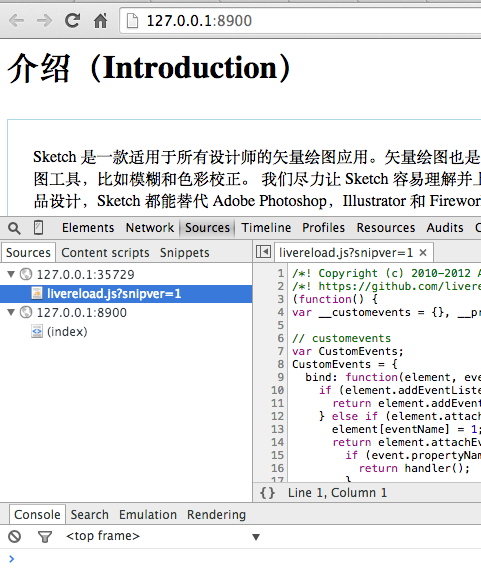 127.0.0.1:8900
介绍（Introduction）
Sketch 是一款适用于所有设计师的矢量绘图应用。矢量绘图也是
图工具，比如模糊和色彩校正。 我们尽力让 Sketch 容易理解并上
品设计，Sketch 都能替代 Adobe Photoshop，Illustrator 和 Firewor
Elements Network Sources Timeline Profiles Resources Audits Console
Sources Content scripts Snippets
livereload.js?snipver=1 ×
127.0.0.1:35729
livereload.js?snipver=1
127.0.0.1:8900
(index)
1 /*! Copyright (c) 2010-2012 A
2 /*! https://github.com/livere
3 (function() {
4 var __customevents = {}, __pr
5
6 // customevents
7 var CustomEvents;
8 CustomEvents = {
9 bind: function(element, eve
10 if (element.addEventListe
11 return element.addEvent
12 } else if (element.attach
13 element[eventName] = 1;
14 return element.attachEv
15 if (event.propertyNam
16 return handler();
17 }
{} Line 1, Column 1
Console Search Emulation Rendering
<top frame>